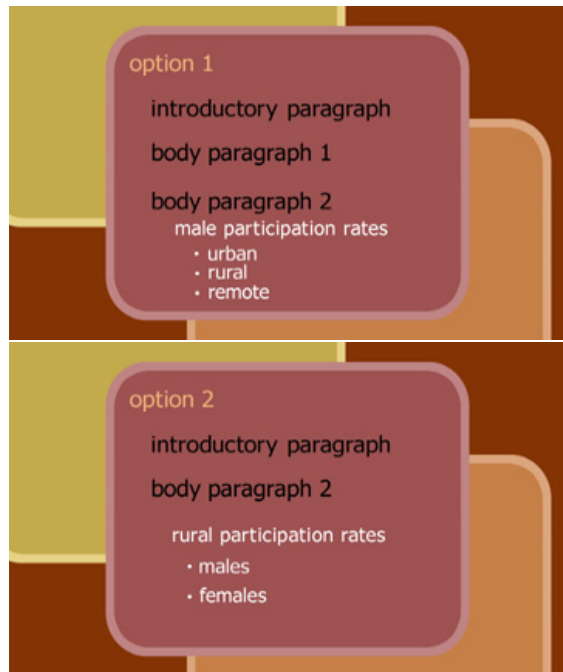 option 1
introductory paragraph
body paragraph 1
body paragraph 2
male participation rates
• urban
• rural
• remote
option 2
introductory paragraph
body paragraph 2
rural participation rates
• males
• females